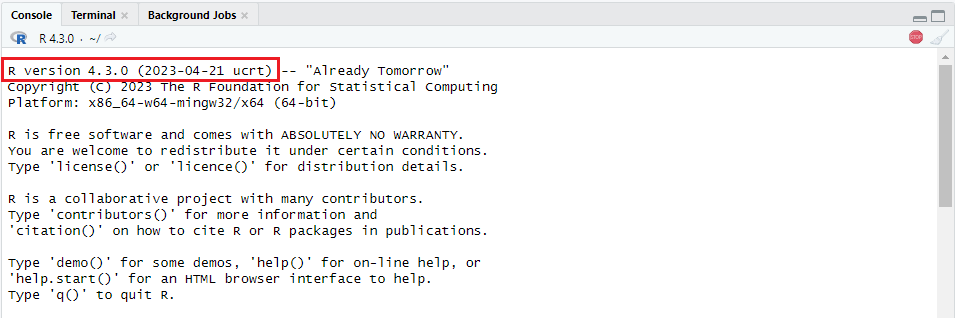 Console Terminal Background Jobs
R R 4.3.0 · ~/
STOP
R version 4.3.0 (2023-04-21 ucrt) -- "Already Tomorrow"
Copyright (C) 2023 The R Foundation for Statistical Computing
Platform: x86_64-w64-mingw32/x64 (64-bit)
R is free software and comes with ABSOLUTELY NO WARRANTY.
You are welcome to redistribute it under certain conditions.
Type 'license()' or 'licence()' for distribution details.
R is a collaborative project with many contributors.
Type 'contributors()' for more information and
'citation()' on how to cite R or R packages in publications.
Type 'demo()' for some demos, 'help()' for on-line help, or
'help.start()' for an HTML browser interface to help.
Type 'q()' to quit R.